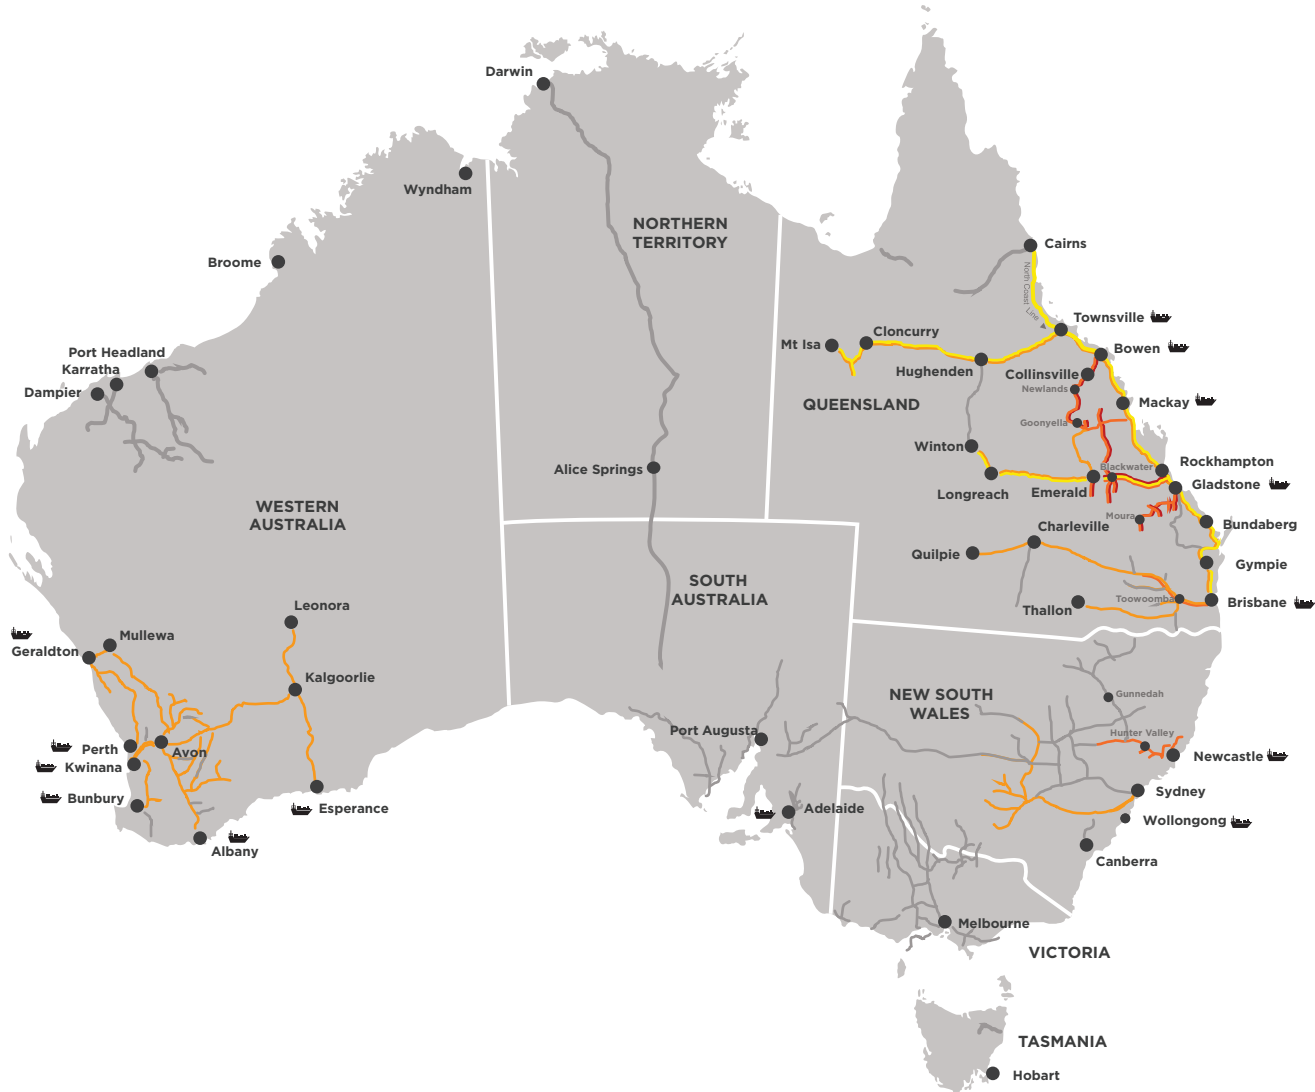 Darwin
Wyndham
NORTHERN
TERRITORY
Cairns
Broome
North Coast Line
Townsville
Cloncurry
Mt Isa
Bowen
Port Headland
Karratha
Hughenden
Collinsville
Dampier
Newlands
QUEENSLAND
Mackay
Goonyella
Winton
Alice Springs
Blackwater
Rockhampton
Longreach
Emerald
Gladstone
WESTERN
AUSTRALIA
Moura
Charleville
Bundaberg
Quilpie
Gympie
SOUTH
AUSTRALIA
Leonora
Thallon
Toowoomba
Brisbane
Mullewa
Geraldton
Kalgoorlie
NEW SOUTH
WALES
Gunnedah
Port Augusta
Hunter Valley
Perth
Avon
Newcastle
Kwinana
Sydney
Bunbury
Esperance
Adelaide
Wollongong
Albany
Canberra
Melbourne
VICTORIA
TASMANIA
Hobart